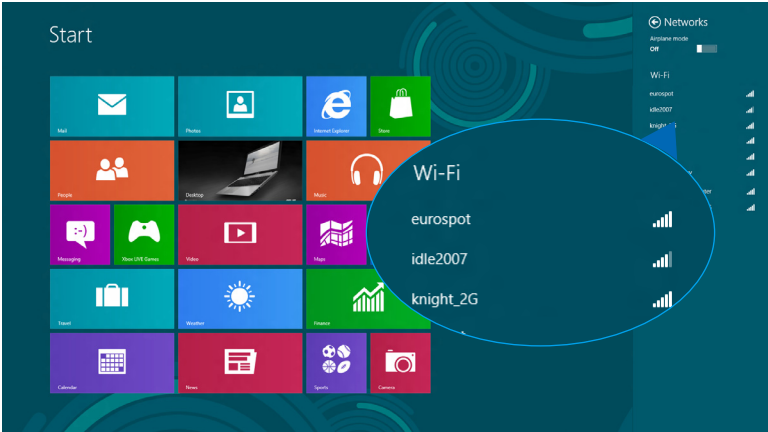 Start
Networks
Airplane mode
Off
Wi-Fi
eurospot
idle2007
knight_2G
Mail
Photos
Internet Explorer
Store
People
Desktop
Music
Messaging
Xbox LIVE Games
Video
Maps
Travel
Weather
Finance
Calendar
News
Sports
Camera
Wi-Fi
eurospot
idle2007
knight_2G